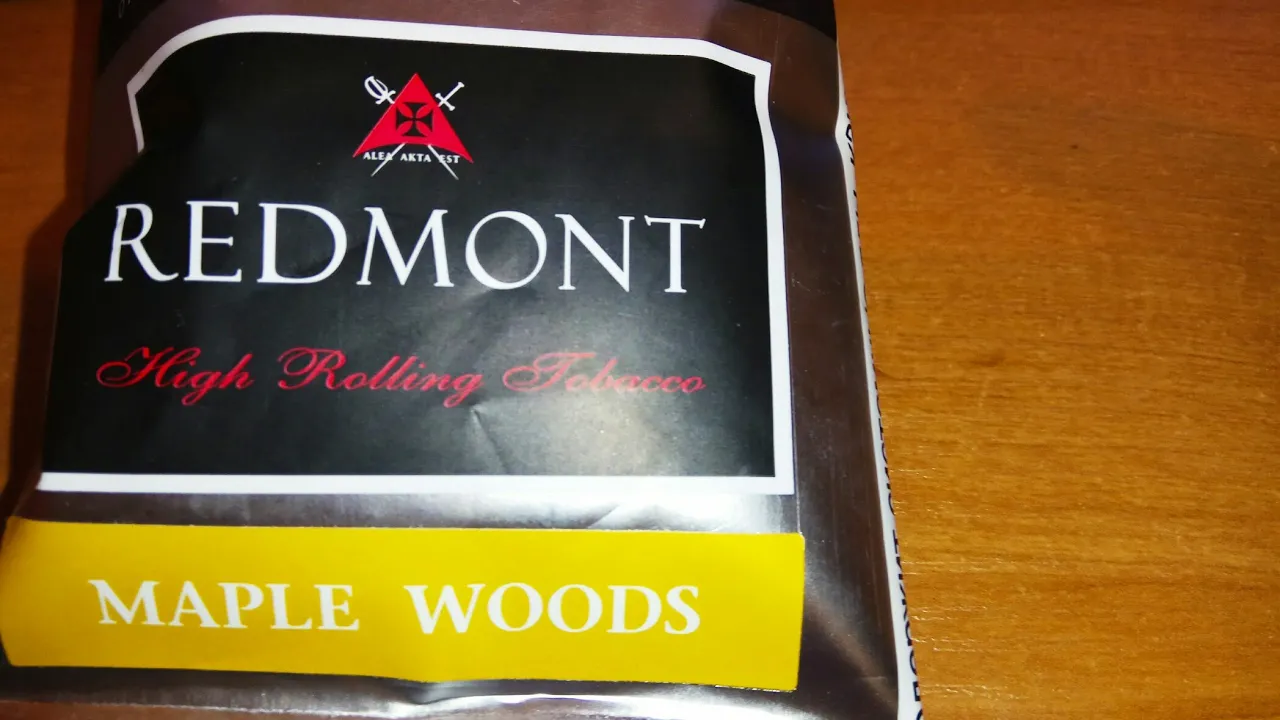 ALEA AKTA EST
REDMONT
High Rolling Tobacco
MAPLE WOODS